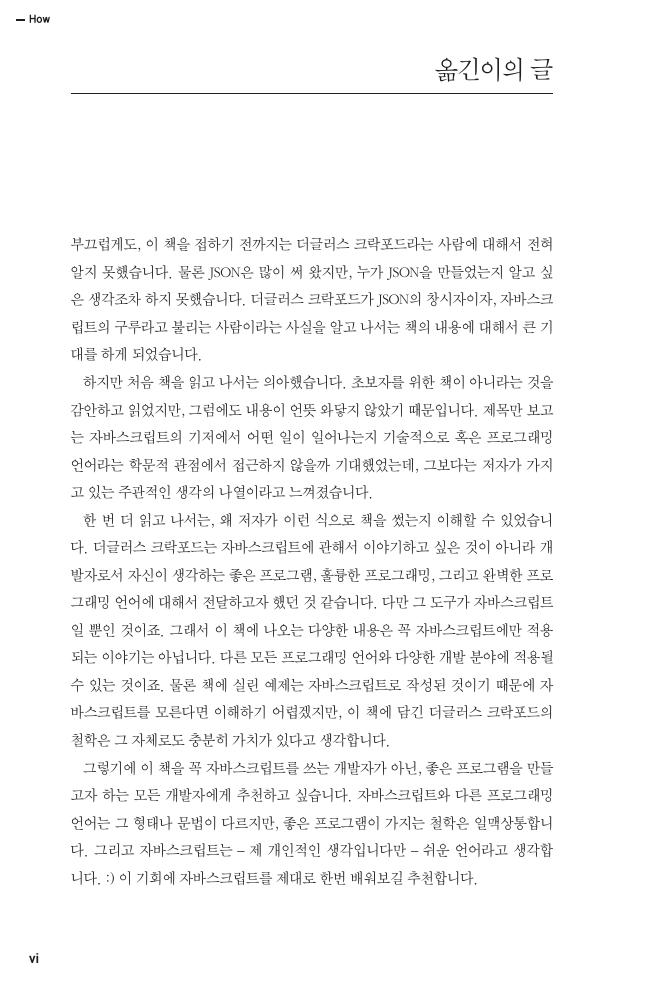 — How
옮긴이의 글
부끄럽게도, 이 책을 접하기 전까지는 더글러스 크락포드라는 사람에 대해서 전혀
알지 못했습니다. 물론 JSON은 많이 써 왔지만, 누가 JSON을 만들었는지 알고 싶
은 생각조차 하지 못했습니다. 더글러스 크락포드가 JSON의 창시자이자, 자바스크
립트의 구루라고 불리는 사람이라는 사실을 알고 나서는 책의 내용에 대해서 큰 기
대를 하게 되었습니다.
하지만 처음 책을 읽고 나서는 의아했습니다. 초보자를 위한 책이 아니라는 것을
감안하고 읽었지만, 그럼에도 내용이 언뜻 와닿지 않았기 때문입니다. 제목만 보고
는 자바스크립트의 기저에서 어떤 일이 일어나는지 기술적으로 혹은 프로그래밍
언어라는 학문적 관점에서 접근하지 않을까 기대했었는데, 그보다는 저자가 가지
고 있는 주관적인 생각의 나열이라고 느껴졌습니다.
한 번 더 읽고 나서는, 왜 저자가 이런 식으로 책을 썼는지 이해할 수 있었습니
다. 더글러스 크락포드는 자바스크립트에 관해서 이야기하고 싶은 것이 아니라 개
발자로서 자신이 생각하는 좋은 프로그램, 훌륭한 프로그래밍, 그리고 완벽한 프로
그래밍 언어에 대해서 전달하고자 했던 것 같습니다. 다만 그 도구가 자바스크립트
일 뿐인 것이죠. 그래서 이 책에 나오는 다양한 내용은 꼭 자바스크립트에만 적용
되는 이야기는 아닙니다. 다른 모든 프로그래밍 언어와 다양한 개발 분야에 적용될
수 있는 것이죠. 물론 책에 실린 예제는 자바스크립트로 작성된 것이기 때문에 자
바스크립트를 모른다면 이해하기 어렵겠지만, 이 책에 담긴 더글러스 크락포드의
철학은 그 자체로도 충분히 가치가 있다고 생각합니다.
그렇기에 이 책을 꼭 자바스크립트를 쓰는 개발자가 아닌, 좋은 프로그램을 만들
고자 하는 모든 개발자에게 추천하고 싶습니다. 자바스크립트와 다른 프로그래밍
언어는 그 형태나 문법이 다르지만, 좋은 프로그램이 가지는 철학은 일맥상통합니
다. 그리고 자바스크립트는 – 제 개인적인 생각입니다만 – 쉬운 언어라고 생각합
니다. :) 이 기회에 자바스크립트를 제대로 한번 배워보길 추천합니다.
vi